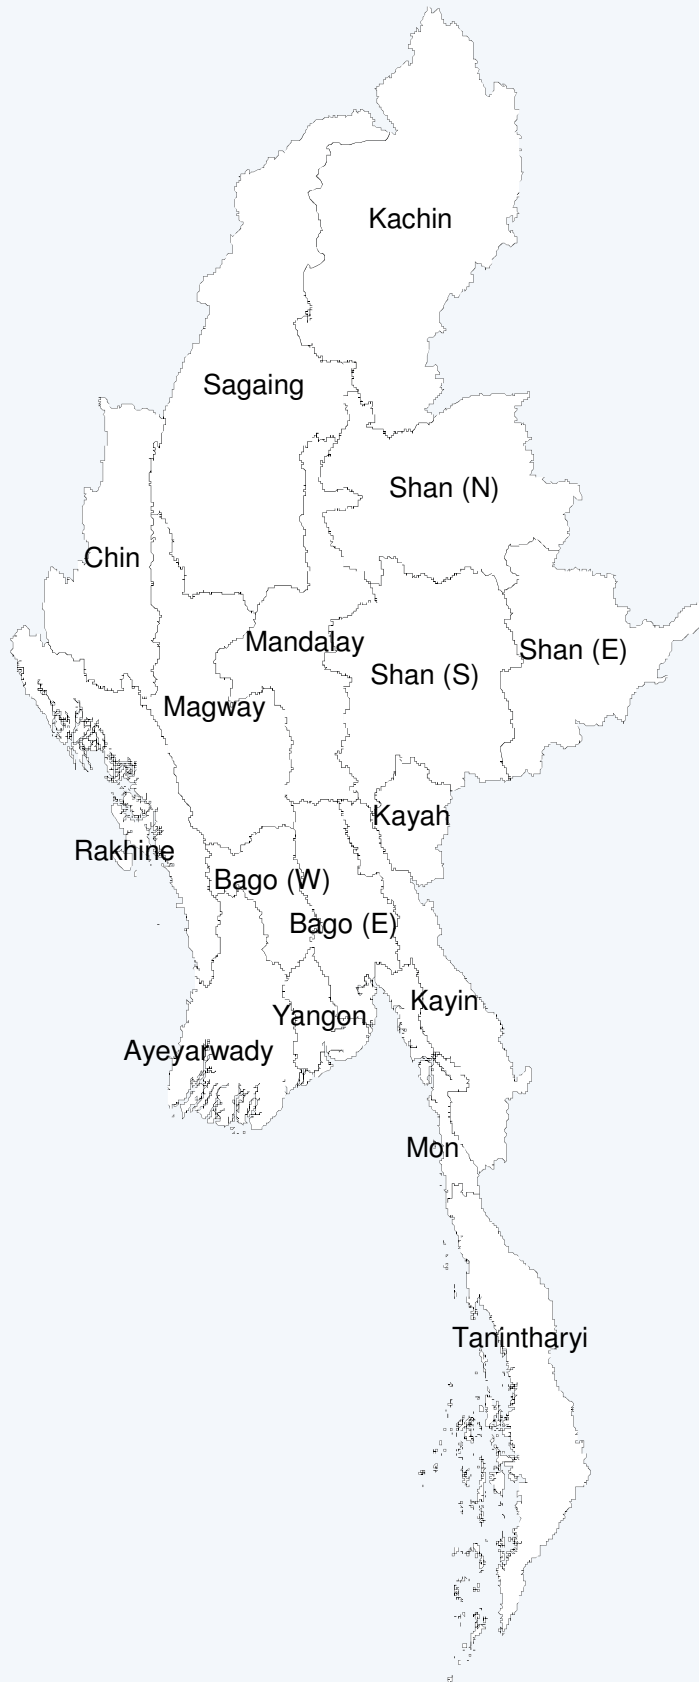 Kachin
Sagaing
Shan (N)
Chin
Mandalay
Shan (E)
Shan (S)
Magway
Kayah
Rakhine
Bago (W)
Bago (E)
Kayin
Yangon
Ayeyarwady
Mon
Tanintharyi